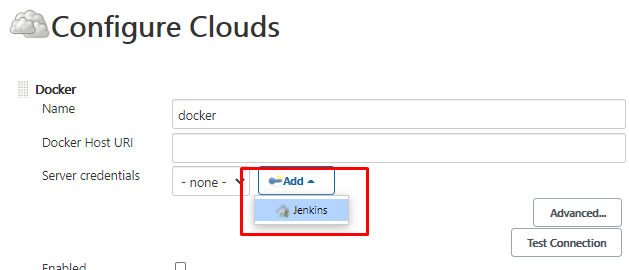 Configure Clouds
Docker
Name
docker
Docker Host URI
Server credentials
- none -
Add
Jenkins
Advanced...
Test Connection
Enabled